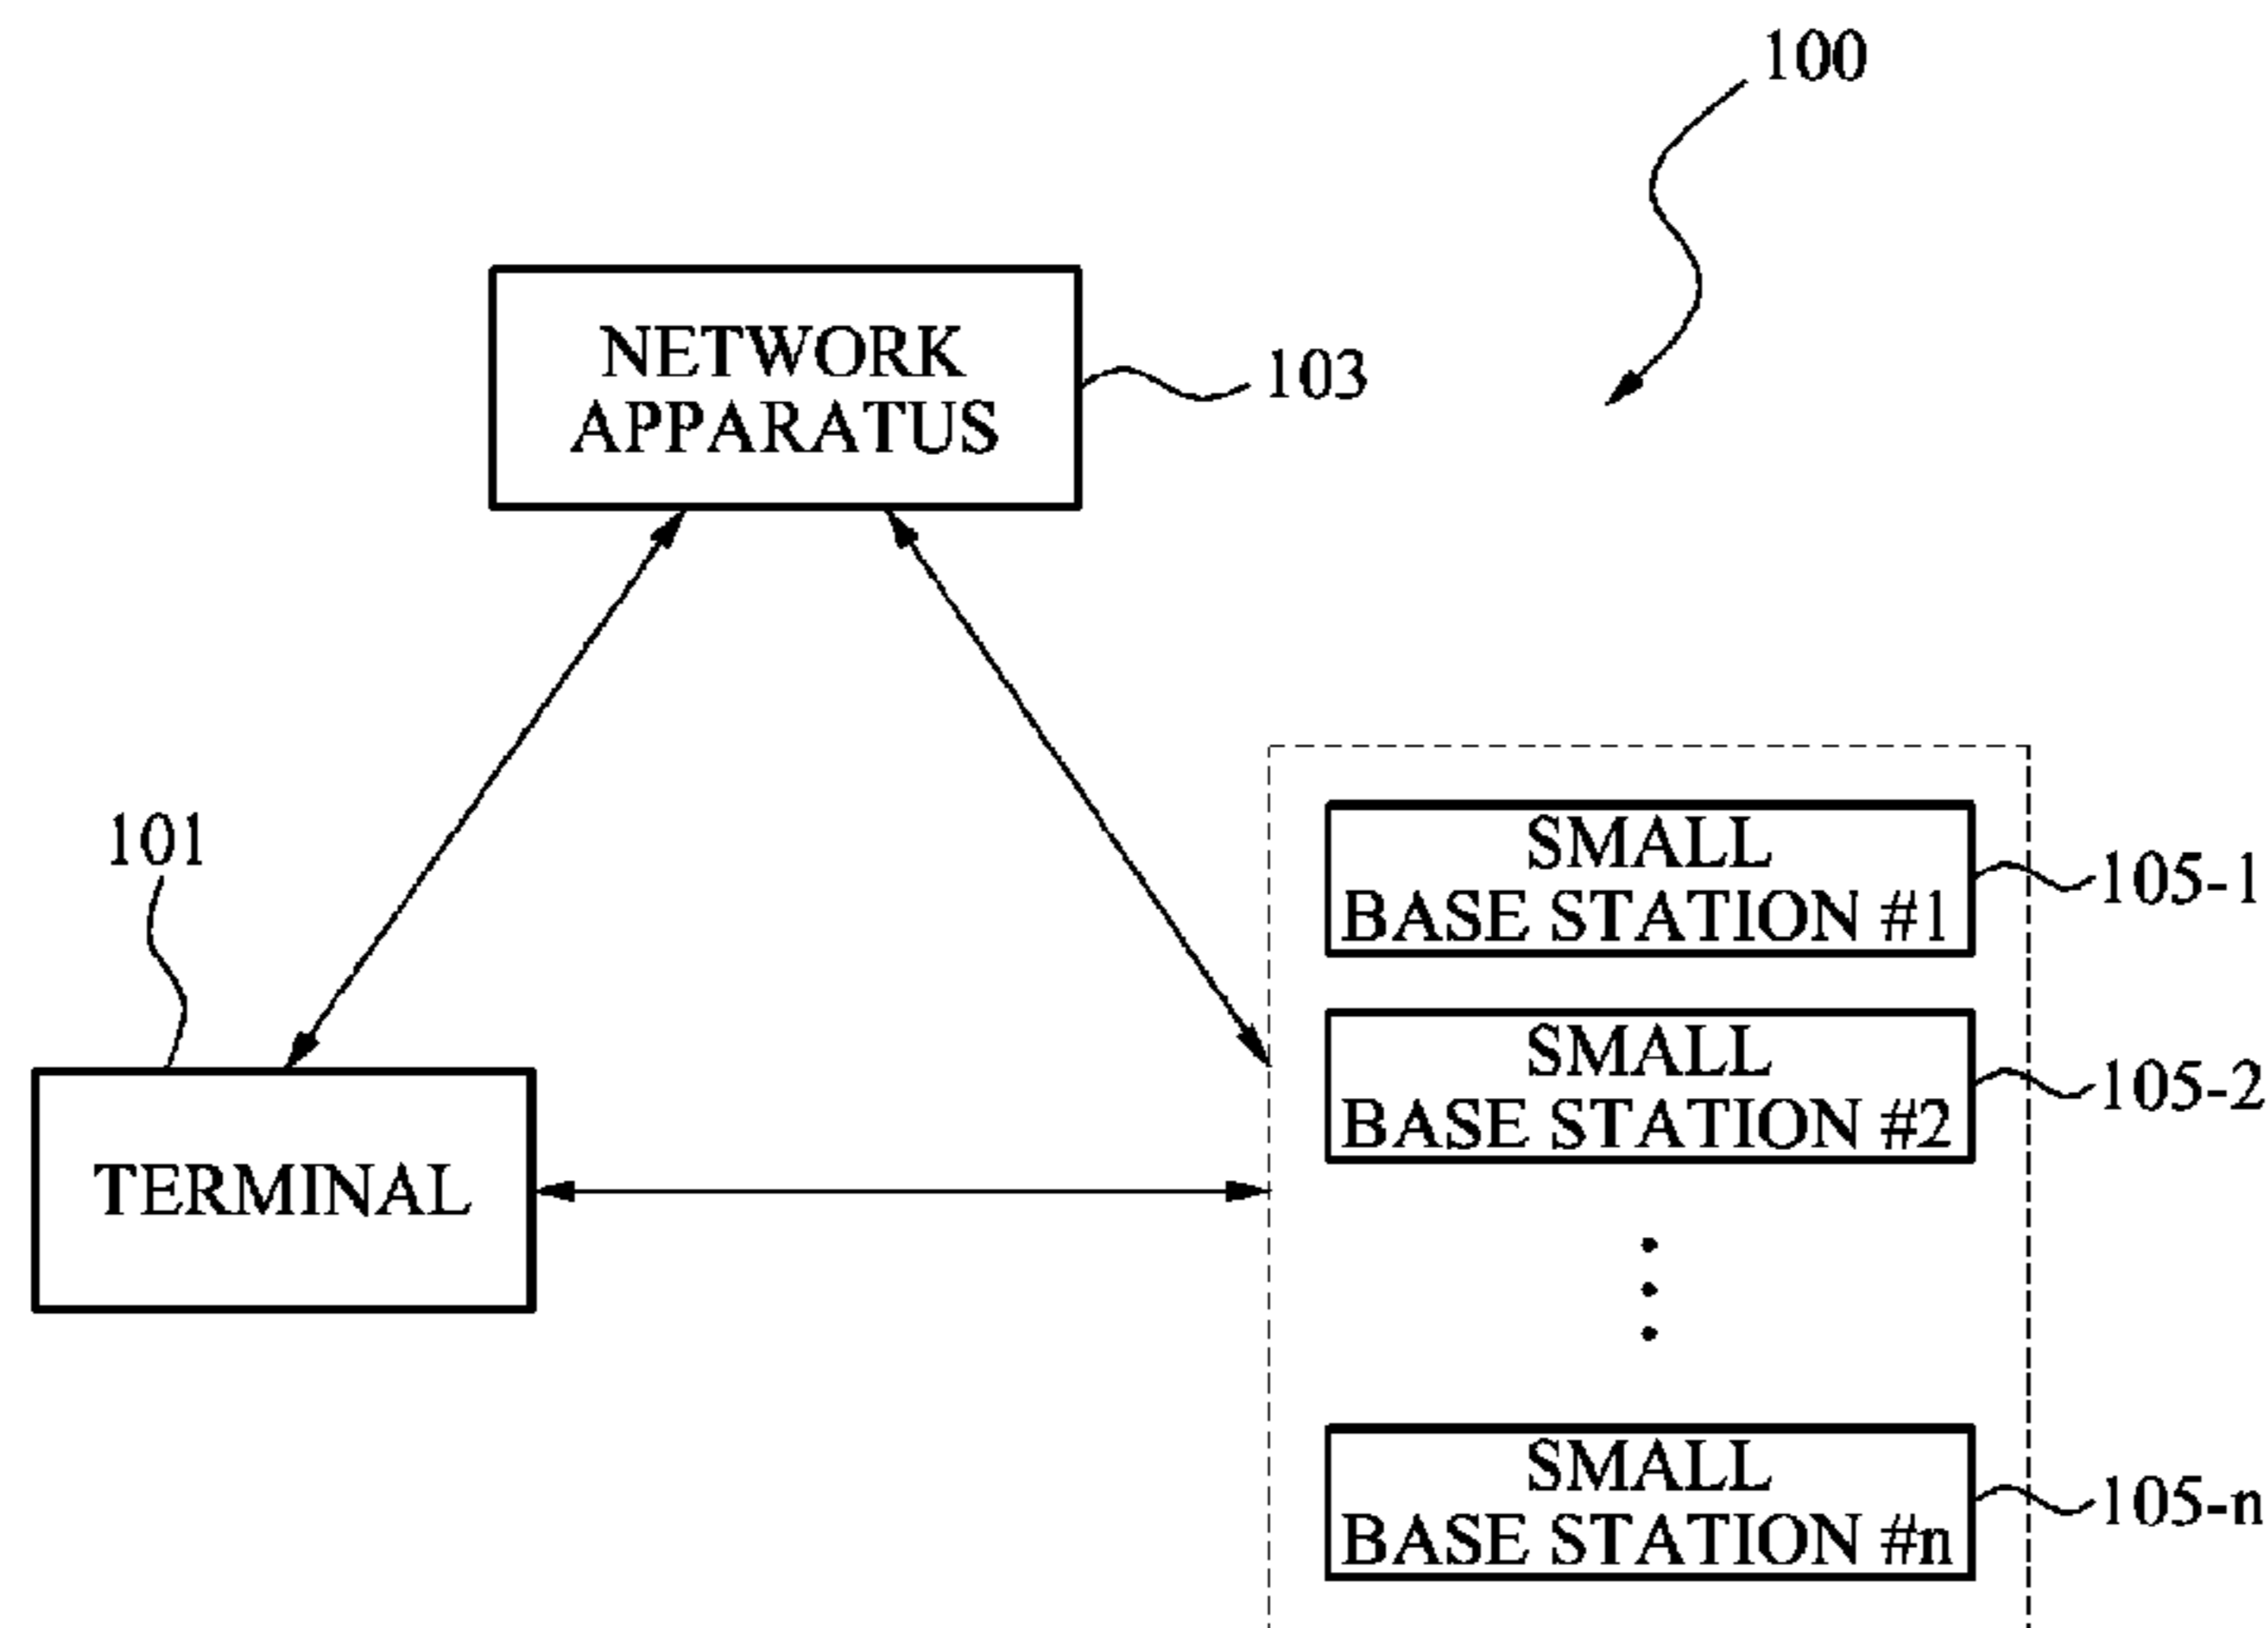 100
NETWORK
APPARATUS
103
101
TERMINAL
SMALL
BASE STATION #1
105-1
SMALL
BASE STATION #2
105-2
SMALL
BASE STATION #n
105-n